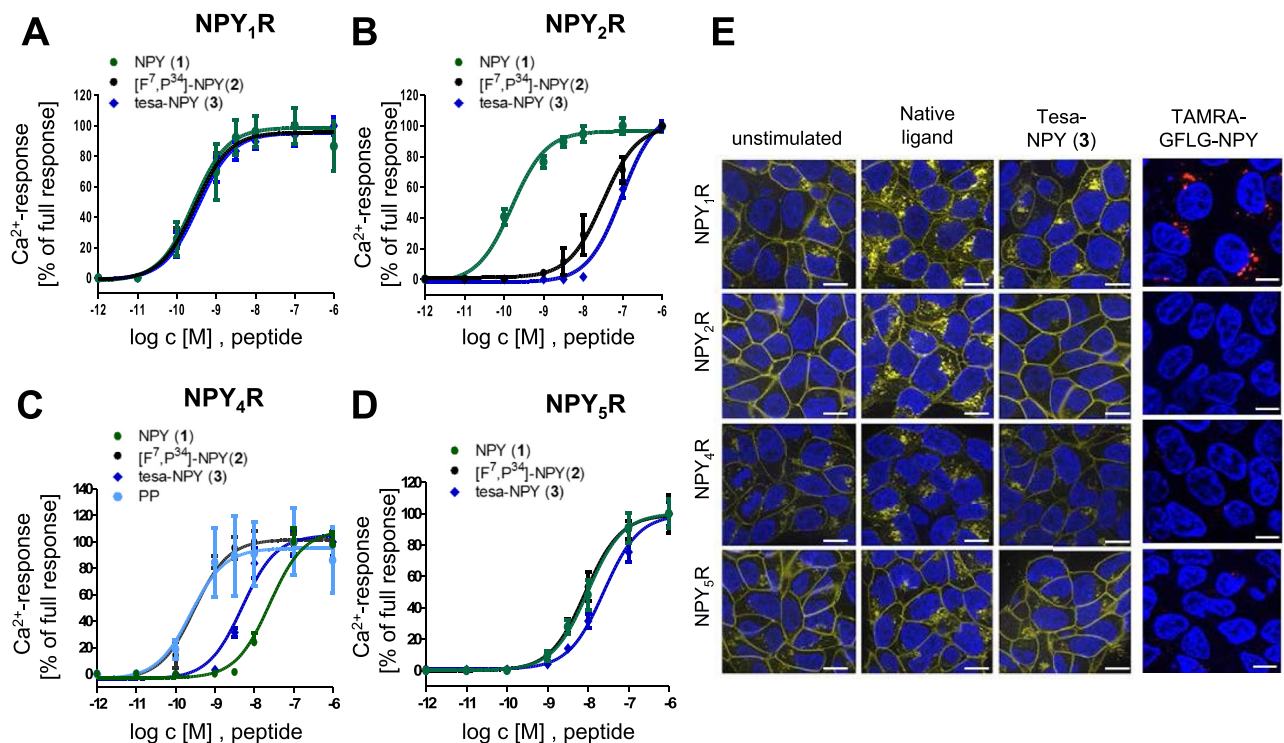 A
NPY1R
NPY (1)
[F7,P34]-NPY(2)
tesa-NPY (3)
Ca2+-response
[% of full response]
120
100
80
60
40
20
0
-12 -11 -10 -9 -8 -7 -6
log c [M] , peptide
B
NPY2R
NPY (1)
[F7,P34]-NPY(2)
tesa-NPY (3)
Ca2+-response
[% of full response]
120
100
80
60
40
20
0
-12 -11 -10 -9 -8 -7 -6
log c [M] , peptide
C
NPY4R
NPY (1)
[F7,P34]-NPY(2)
tesa-NPY (3)
PP
Ca2+-response
[% of full response]
140
120
100
80
60
40
20
0
-12 -11 -10 -9 -8 -7 -6
log c [M] , peptide
D
NPY5R
NPY (1)
[F7,P34]-NPY(2)
tesa-NPY (3)
Ca2+-response
[% of full response]
120
100
80
60
40
20
0
-12 -11 -10 -9 -8 -7 -6
log c [M] , peptide
E
unstimulated
Native
ligand
Tesa-
NPY (3)
TAMRA-
GFLG-NPY
NPY1R
NPY2R
NPY4R
NPY5R